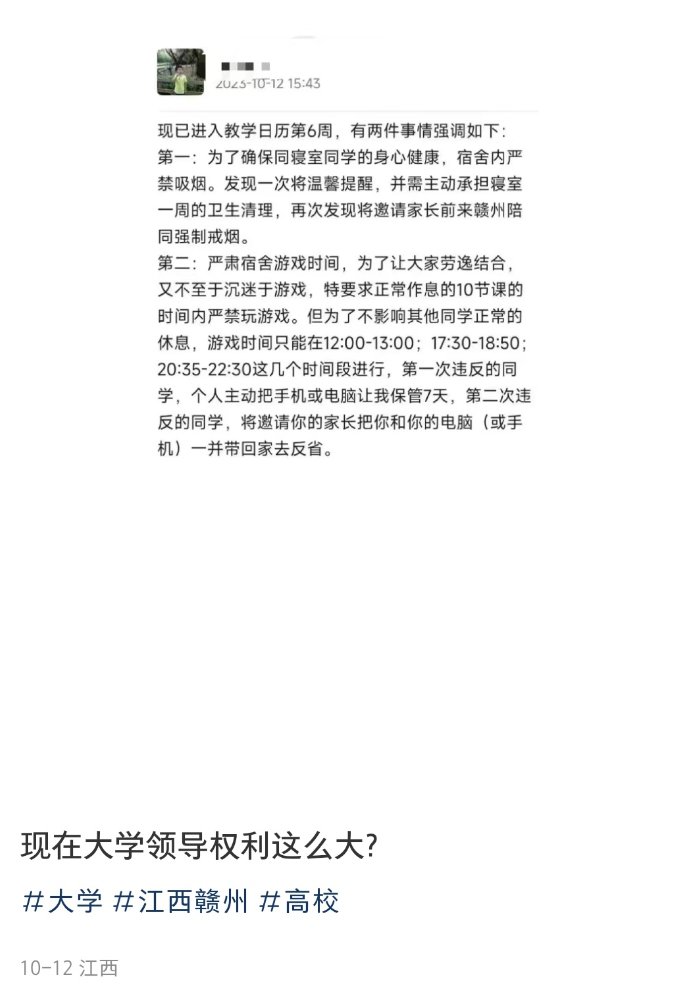 2023-10-12 15:43
现已进入教学日历第6周，有两件事情强调如下：
第一：为了确保同寝室同学的身心健康，宿舍内严
禁吸烟。发现一次将温馨提醒，并需主动承担寝室
一周的卫生清理，再次发现将邀请家长前来赣州陪
同强制戒烟。
第二：严肃宿舍游戏时间，为了让大家劳逸结合，
又不至于沉迷于游戏，特要求正常作息的10节课的
时间内严禁玩游戏。但为了不影响其他同学正常的
休息，游戏时间只能在12:00-13:00；17:30-18:50；
20:35-22:30这几个时间段进行，第一次违反的同
学，个人主动把手机或电脑让我保管7天，第二次违
反的同学，将邀请你的家长把你和你的电脑（或手
机）一并带回家去反省。
现在大学领导权利这么大?
#大学 #江西赣州 #高校
10-12 江西